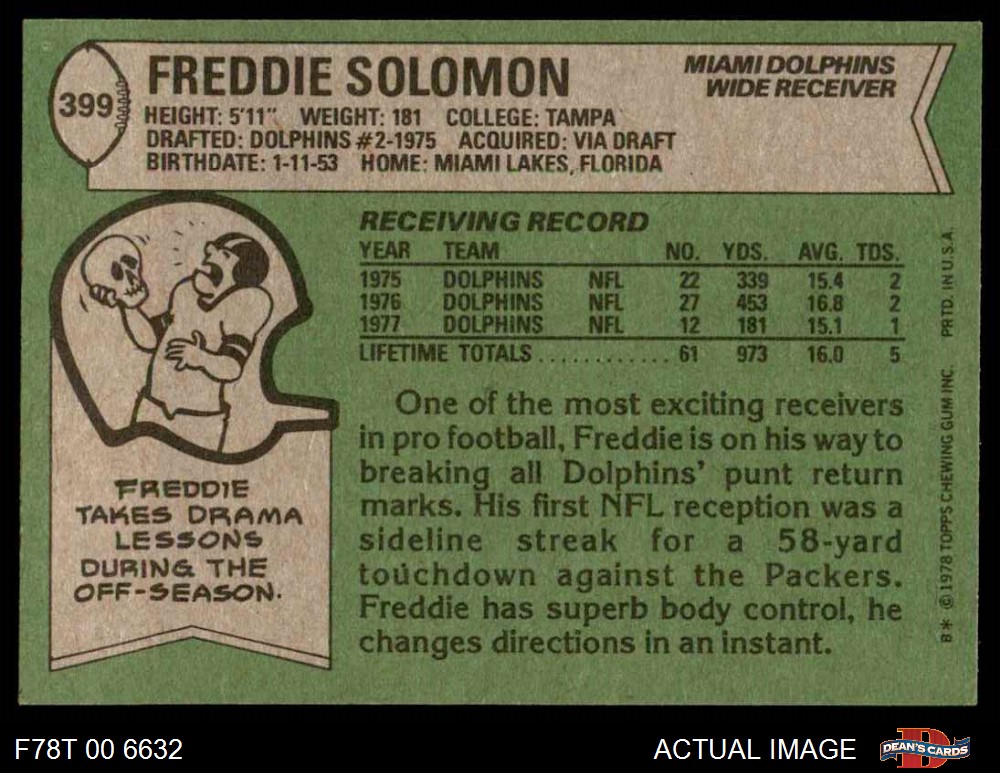 399
FREDDIE SOLOMON
MIAMI DOLPHINS
WIDE RECEIVER
HEIGHT: 5'11" WEIGHT: 181 COLLEGE: TAMPA
DRAFTED: DOLPHINS #2-1975 ACQUIRED: VIA DRAFT
BIRTHDATE: 1-11-53 HOME: MIAMI LAKES, FLORIDA
RECEIVING RECORD
YEAR TEAM NO. YDS. AVG. TDS.
1975 DOLPHINS NFL 22 339 15.4 2
1976 DOLPHINS NFL 27 453 16.8 2
1977 DOLPHINS NFL 12 181 15.1 1
LIFETIME TOTALS............ 61 973 16.0 5
One of the most exciting receivers
in pro football, Freddie is on his way to
breaking all Dolphins' punt return
marks. His first NFL reception was a
sideline streak for a 58-yard
touchdown against the Packers.
Freddie has superb body control, he
changes directions in an instant.
FREDDIE
TAKES DRAMA
LESSONS
DURING THE
OFF-SEASON.
B* © 1978 TOPPS CHEWING GUM INC. PRTD. IN U.S.A
F78T 00 6632
ACTUAL IMAGE
D
DEAN'S CARDS